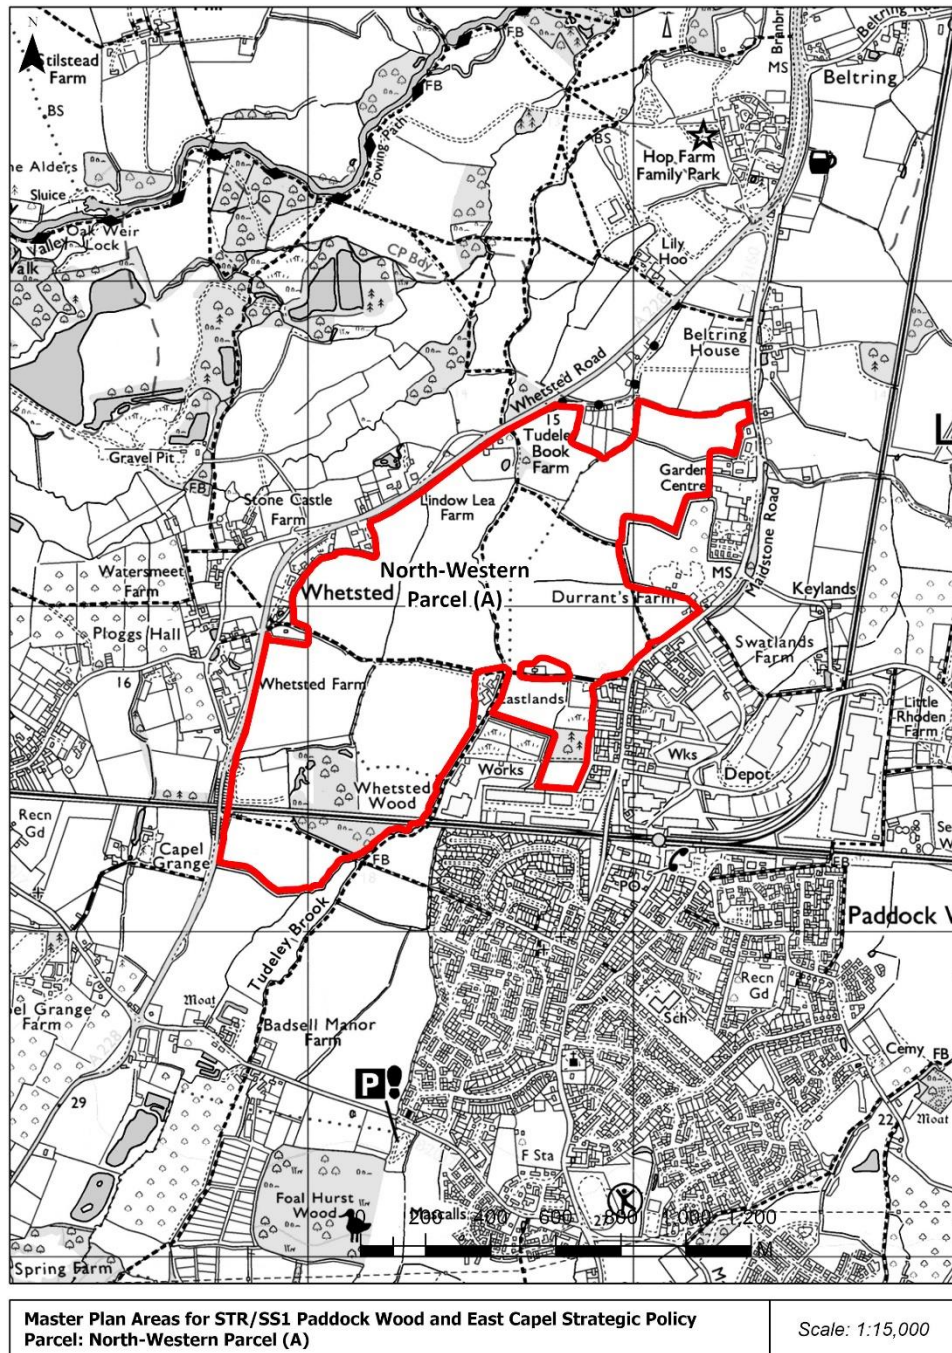 N
Stilstead
Farm
BS
FB
MS
Beltring
Towing Path
BS
Hop Farm
Family Park
Sluice
Oak Weir
Lock
Valley
Walk
CP Bdy
Lily
Hoo
Whetsted Road
Beltring
House
15
Tudeley
Book
Farm
Gravel Pit
FB
Stone Castle
Farm
Lindow Lea
Farm
Garden
Centre
Maidstone Road
Watersmeet
Farm
Whetsted
North-Western
Parcel (A)
Durrant's Farm
MS
Keylands
Ploggs Hall
16
Swatlands
Farm
Whetsted Farm
Eastlands
Little
Rhoden
Farm
Works
Wks
Depot
Whetsted
Wood
Recn
Gd
Capel
Grange
FB
PO
FB
Paddock W
Tudeley Brook
Recn
Gd
Moat
Sch
el Grange
Farm
A 228
Badsell Manor
Farm
Cemy
FB
Moat
22
29
P
F Sta
Foal Hurst
Wood
Mascalls
27
0 200 400 600 800 1,000 1,200
M
Spring Farm
Master Plan Areas for STR/SS1 Paddock Wood and East Capel Strategic Policy
Parcel: North-Western Parcel (A)
Scale: 1:15,000